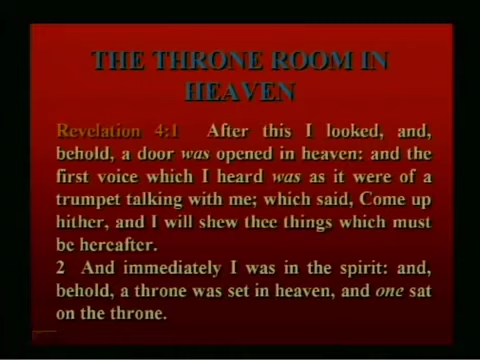 THE THRONE ROOM IN
HEAVEN
Revelation 4:1 After this I looked, and,
behold, a door was opened in heaven: and the
first voice which I heard was as it were of a
trumpet talking with me; which said, Come up
hither, and I will shew thee things which must
be hereafter.
2 And immediately I was in the spirit: and,
behold, a throne was set in heaven, and one sat
on the throne.